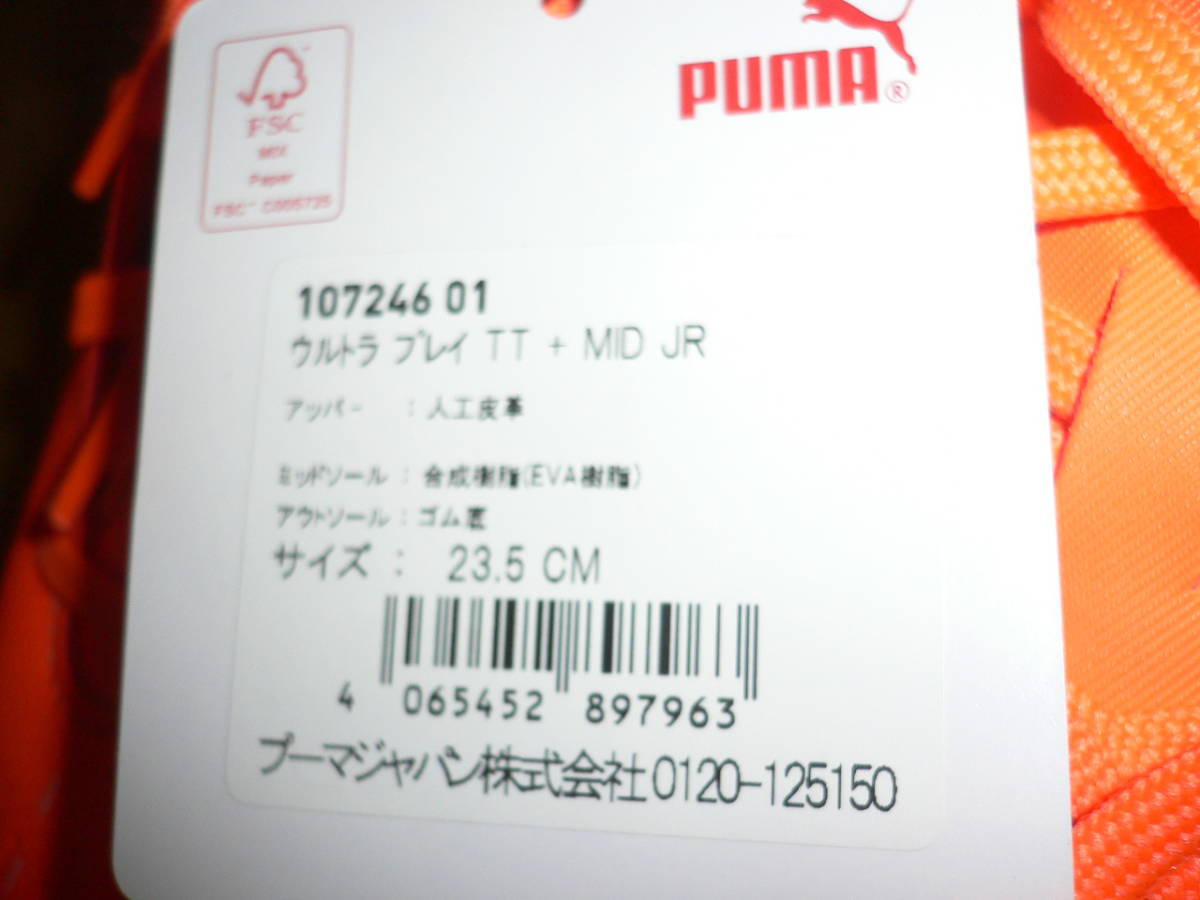 FSC
MIX
Paper
FSC™ C005725
PUMA®
107246 01
ウルトラ プレイ TT + MID JR
アッパー : 人工皮革
ミッドソール : 合成樹脂(EVA樹脂)
アウトソール : ゴム底
サイズ : 23.5 CM
4 065452 897963
プーマジャパン株式会社0120-125150